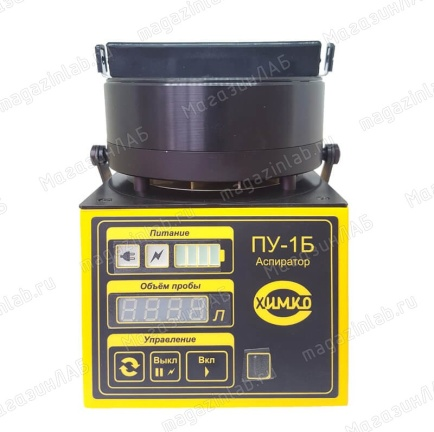 Питание
ПУ-1Б
Аспиратор
Объём пробы
8888 л
ХИМКО
Управление
Выкл
Вкл
МагазинЛАБ
magazinlab.ru